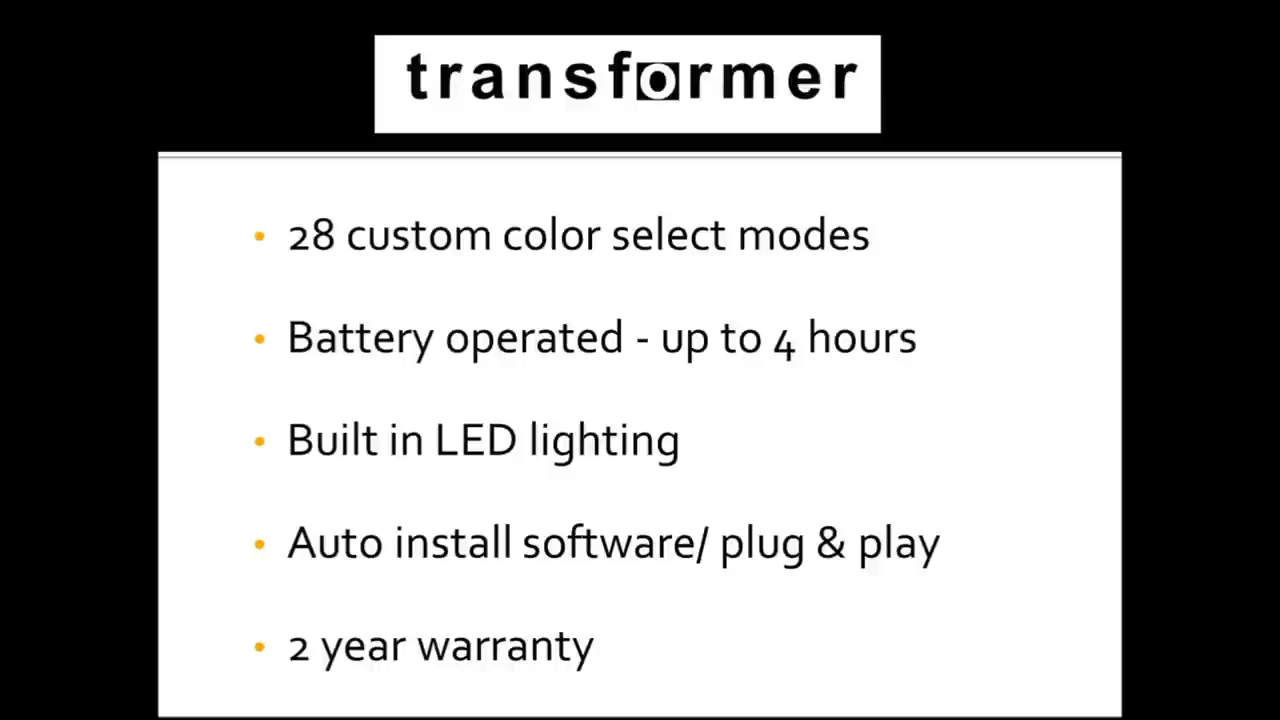 transformer
• 28 custom color select modes
• Battery operated - up to 4 hours
• Built in LED lighting
• Auto install software/ plug & play
• 2 year warranty